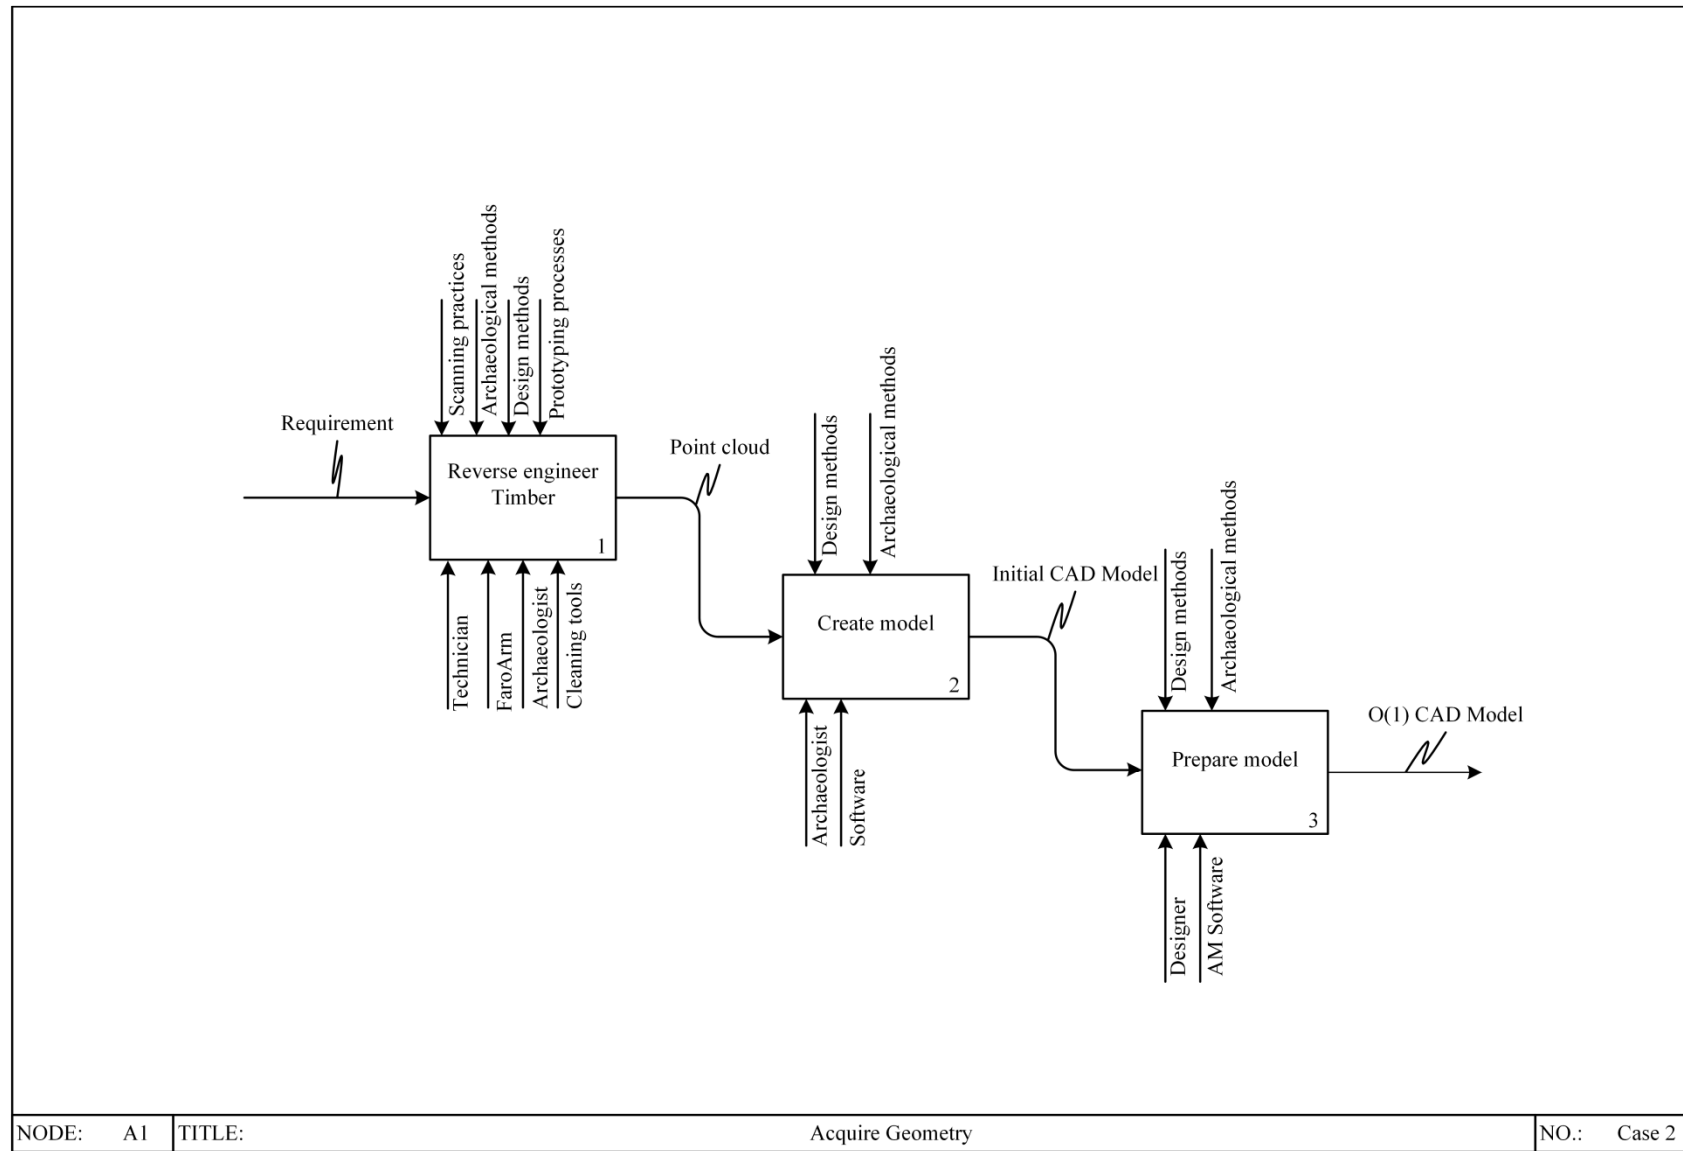 Scanning practices
Archaeological methods
Design methods
Prototyping processes
Requirement
Reverse engineer
Timber
1
Technician
FaroArm
Archaeologist
Cleaning tools
Point cloud
Design methods
Archaeological methods
Create model
2
Archaeologist
Software
Initial CAD Model
Design methods
Archaeological methods
Prepare model
3
Designer
AM Software
O(1) CAD Model
NODE: A1 TITLE: Acquire Geometry NO.: Case 2